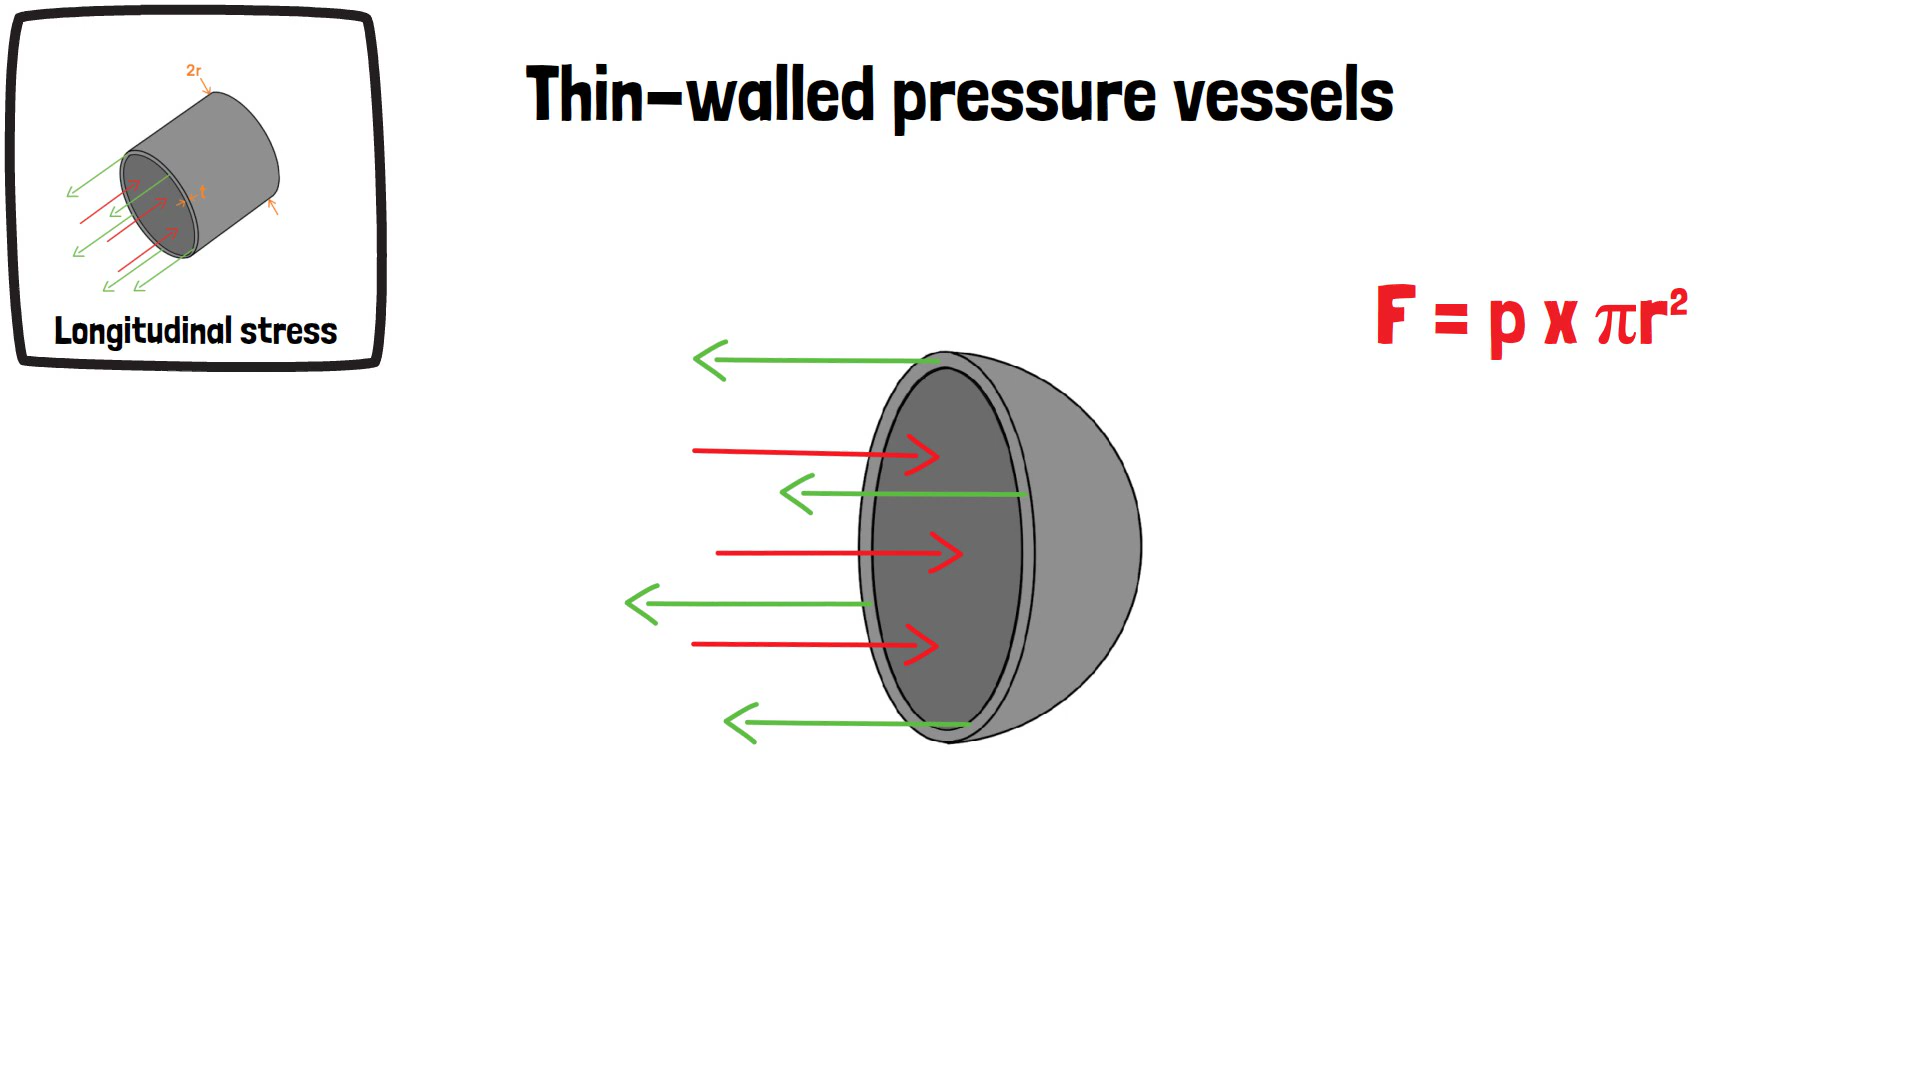 Thin-walled pressure vessels
2r
t
Longitudinal stress
F = p x πr²